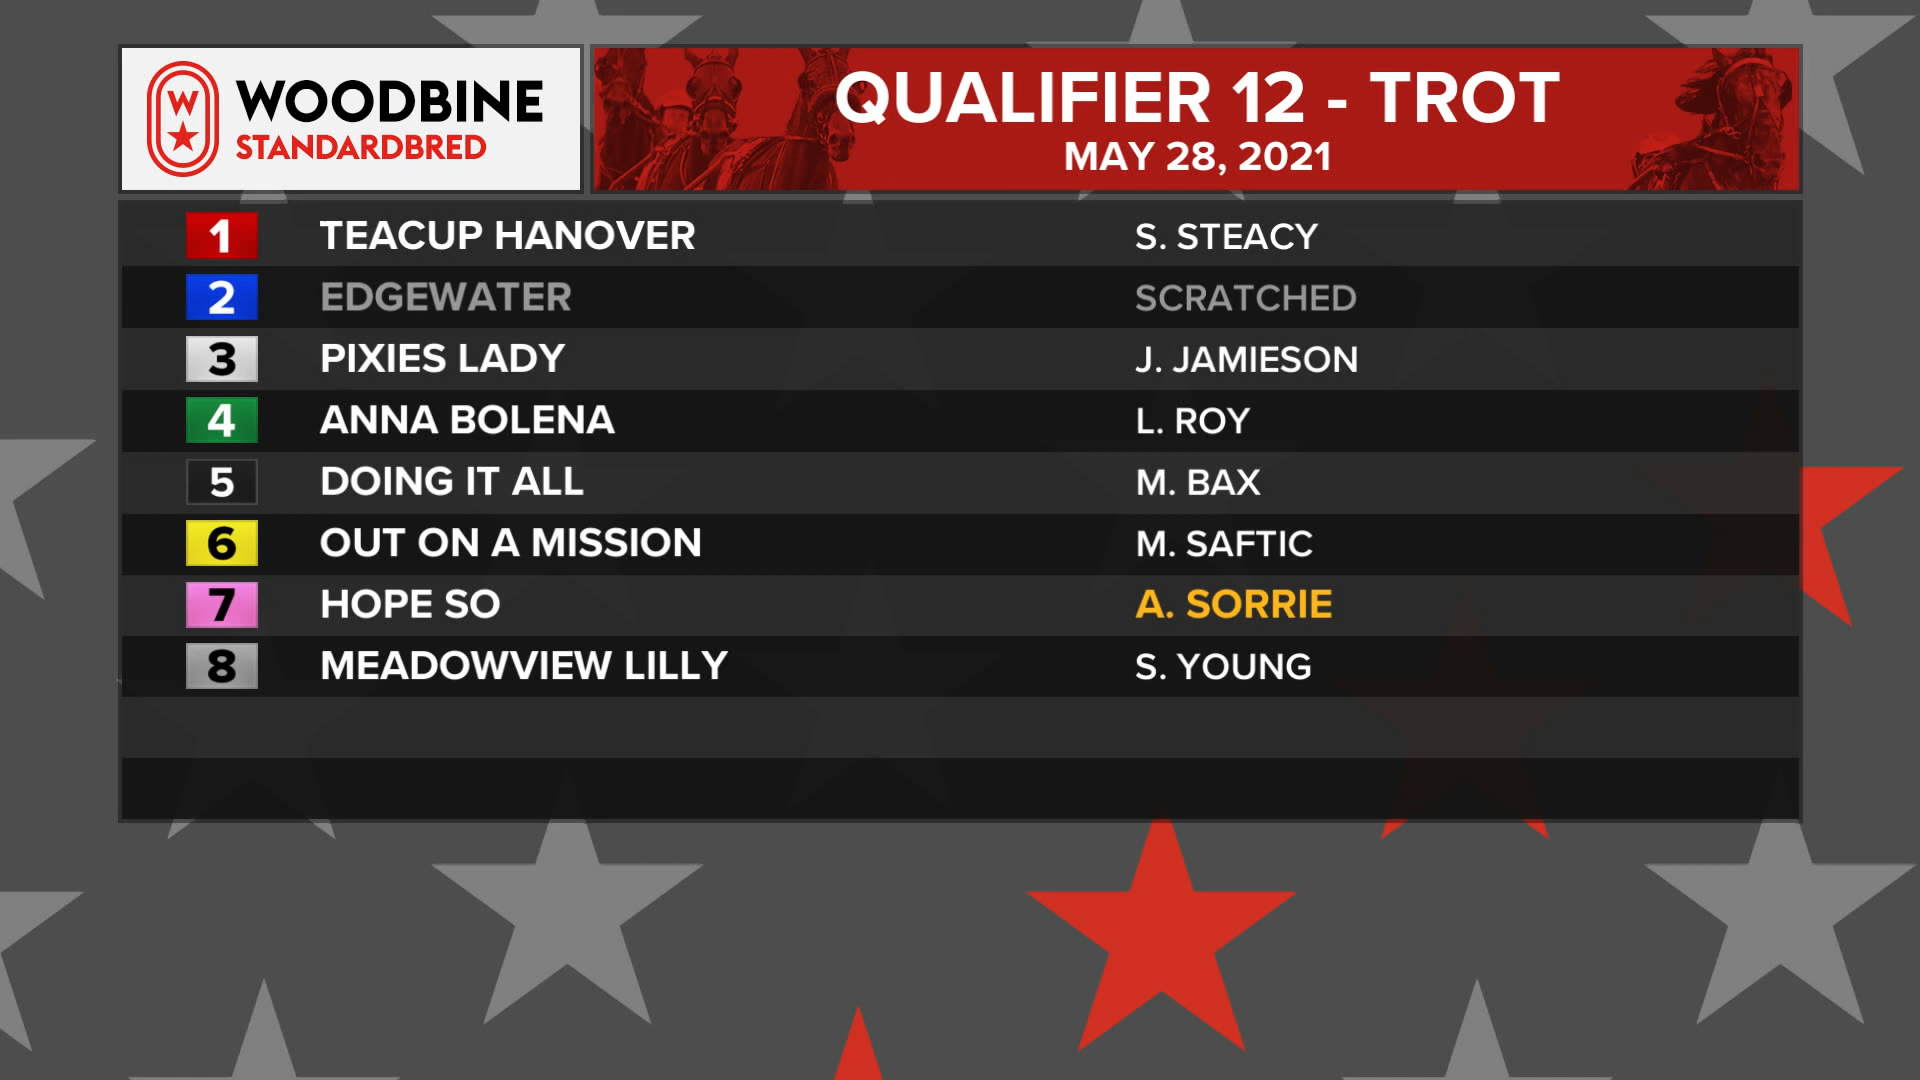 W
WOODBINE
STANDARDBRED
QUALIFIER 12 - TROT
MAY 28, 2021
1 TEACUP HANOVER S. STEACY
2 EDGEWATER SCRATCHED
3 PIXIES LADY J. JAMIESON
4 ANNA BOLENA L. ROY
5 DOING IT ALL M. BAX
6 OUT ON A MISSION M. SAFTIC
7 HOPE SO A. SORRIE
8 MEADOWVIEW LILLY S. YOUNG